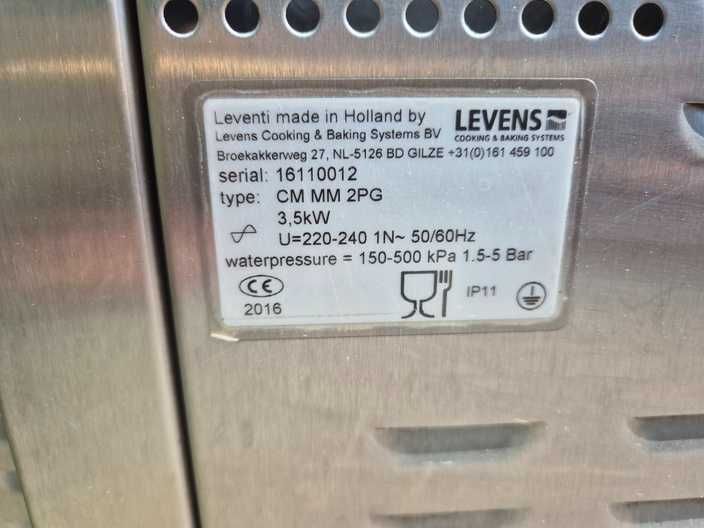 Leventi made in Holland by
Levens Cooking & Baking Systems BV
LEVENS
COOKING & BAKING SYSTEMS
Broekakkerweg 27, NL-5126 BD GILZE +31(0)161 459 100
serial: 16110012
type: CM MM 2PG
3,5kW
U=220-240 1N~ 50/60Hz
waterpressure = 150-500 kPa 1.5-5 Bar
CE
2016
IP11